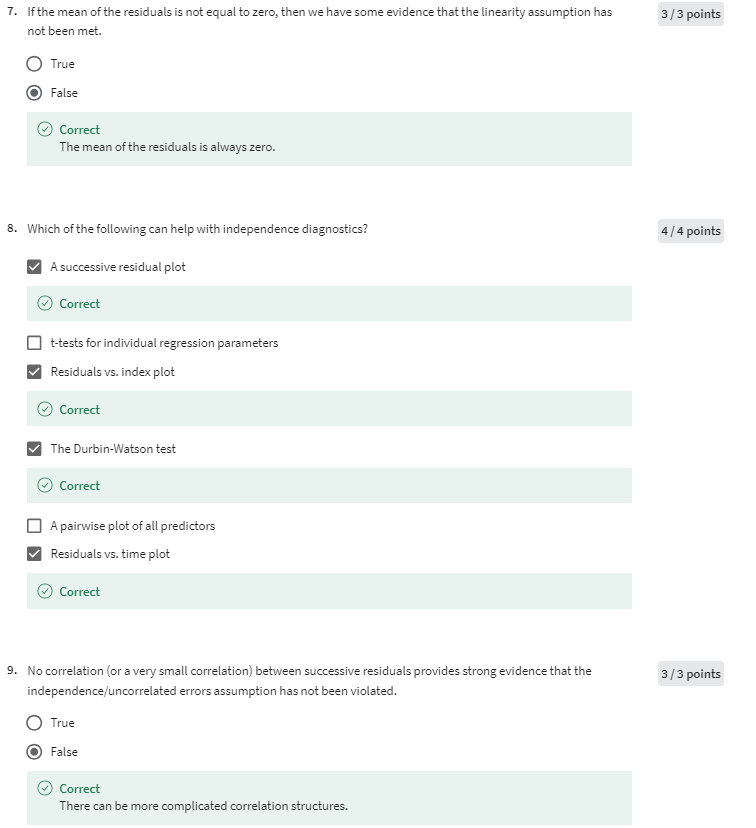 7. If the mean of the residuals is not equal to zero, then we have some evidence that the linearity assumption has
not been met.
3 / 3 points
True
False
Correct
The mean of the residuals is always zero.
8. Which of the following can help with independence diagnostics?
4 / 4 points
A successive residual plot
Correct
t-tests for individual regression parameters
Residuals vs. index plot
Correct
The Durbin-Watson test
Correct
A pairwise plot of all predictors
Residuals vs. time plot
Correct
9. No correlation (or a very small correlation) between successive residuals provides strong evidence that the
independence/uncorrelated errors assumption has not been violated.
3 / 3 points
True
False
Correct
There can be more complicated correlation structures.